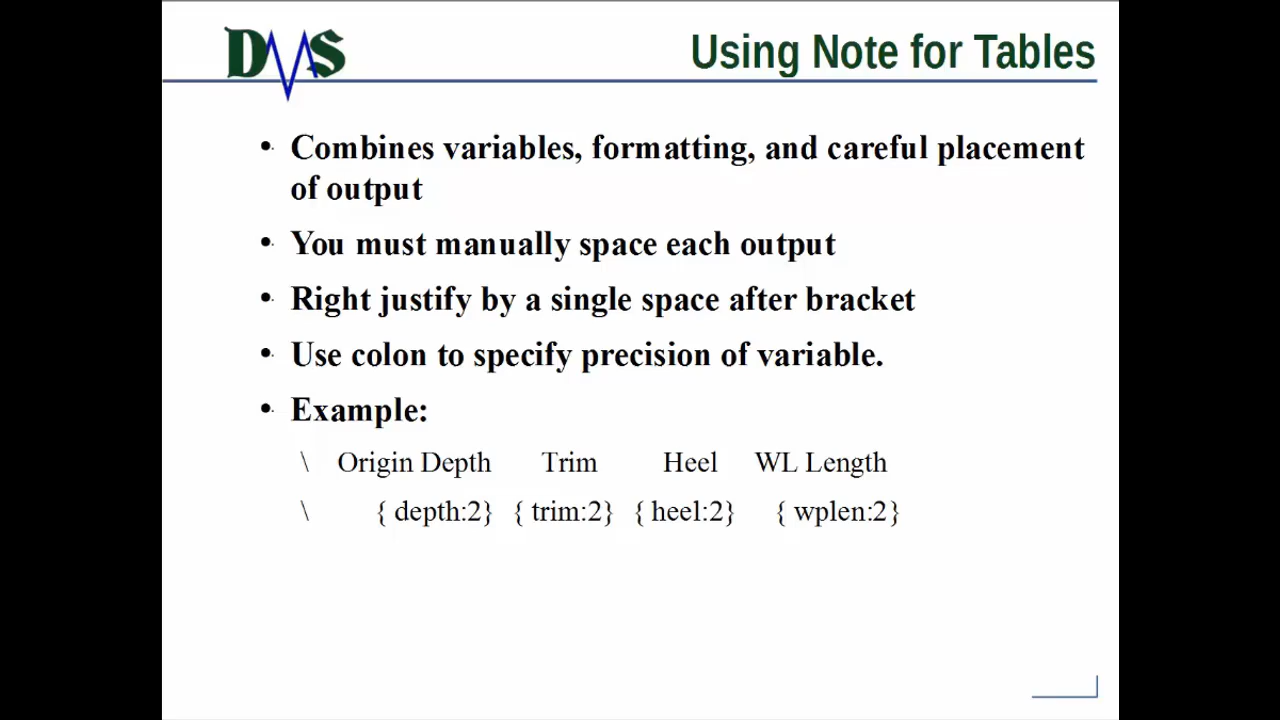 DMS
Using Note for Tables
• Combines variables, formatting, and careful placement
of output
• You must manually space each output
• Right justify by a single space after bracket
• Use colon to specify precision of variable.
• Example:
\ Origin Depth Trim Heel WL Length
\ { depth:2} { trim:2} { heel:2} { wplen:2}